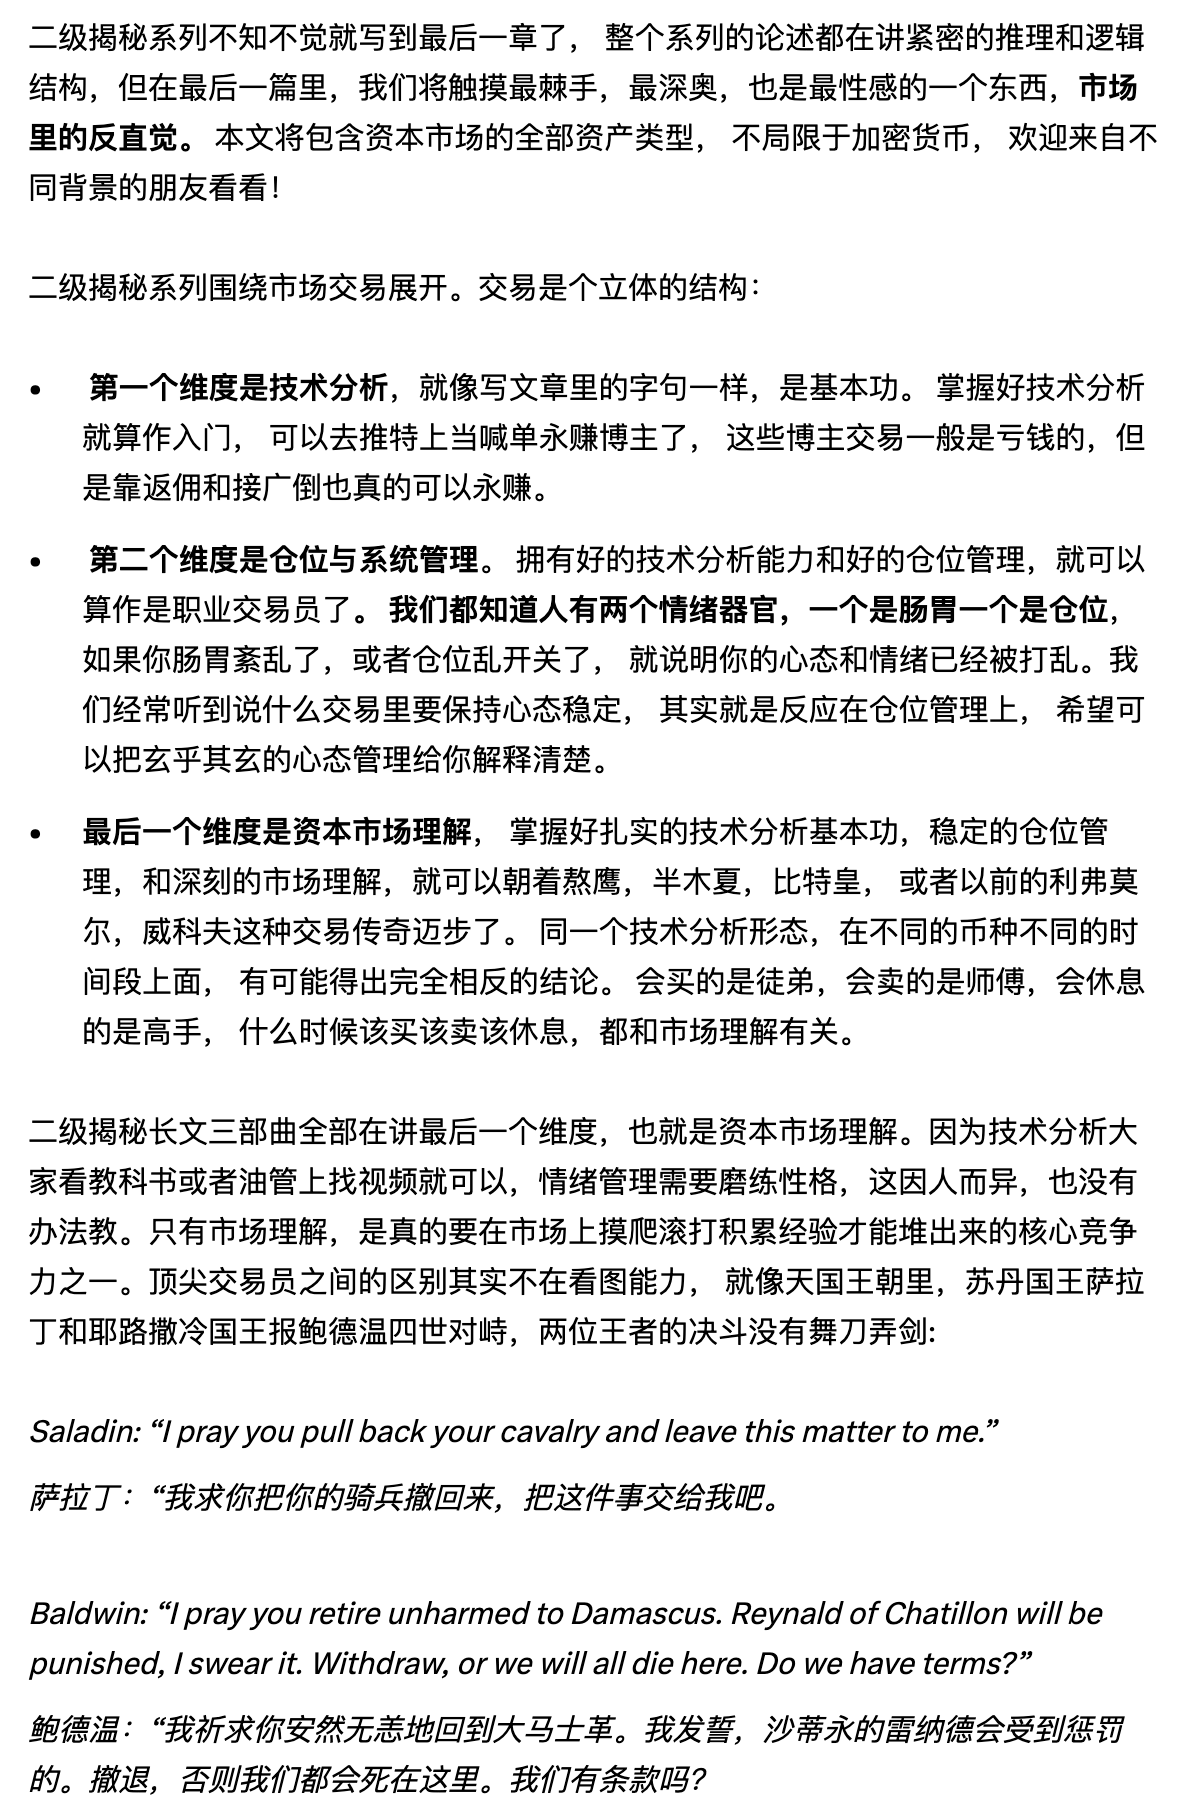 二级揭秘系列不知不觉就写到最后一章了， 整个系列的论述都在讲紧密的推理和逻辑
结构，但在最后一篇里，我们将触摸最棘手，最深奥，也是最性感的一个东西，市场
里的反直觉。 本文将包含资本市场的全部资产类型， 不局限于加密货币， 欢迎来自不
同背景的朋友看看！
二级揭秘系列围绕市场交易展开。交易是个立体的结构：
• 第一个维度是技术分析，就像写文章里的字句一样，是基本功。 掌握好技术分析
就算作入门， 可以去推特上当喊单永赚博主了， 这些博主交易一般是亏钱的，但
是靠返佣和接广倒也真的可以永赚。
• 第二个维度是仓位与系统管理。 拥有好的技术分析能力和好的仓位管理，就可以
算作是职业交易员了。 我们都知道人有两个情绪器官，一个是肠胃一个是仓位，
如果你肠胃紊乱了，或者仓位乱开关了， 就说明你的心态和情绪已经被打乱。我
们经常听到说什么交易里要保持心态稳定， 其实就是反应在仓位管理上， 希望可
以把玄乎其玄的心态管理给你解释清楚。
• 最后一个维度是资本市场理解， 掌握好扎实的技术分析基本功，稳定的仓位管
理，和深刻的市场理解，就可以朝着熬鹰，半木夏，比特皇， 或者以前的利弗莫
尔，威科夫这种交易传奇迈步了。 同一个技术分析形态，在不同的币种不同的时
间段上面， 有可能得出完全相反的结论。 会买的是徒弟，会卖的是师傅，会休息
的是高手， 什么时候该买该卖该休息，都和市场理解有关。
二级揭秘长文三部曲全部在讲最后一个维度，也就是资本市场理解。因为技术分析大
家看教科书或者油管上找视频就可以，情绪管理需要磨练性格，这因人而异，也没有
办法教。只有市场理解，是真的要在市场上摸爬滚打积累经验才能堆出来的核心竞争
力之一。顶尖交易员之间的区别其实不在看图能力， 就像天国王朝里，苏丹国王萨拉
丁和耶路撒冷国王报鲍德温四世对峙，两位王者的决斗没有舞刀弄剑:
Saladin: “I pray you pull back your cavalry and leave this matter to me.”
萨拉丁：“我求你把你的骑兵撤回来，把这件事交给我吧。
Baldwin: “I pray you retire unharmed to Damascus. Reynald of Chatillon will be
punished, I swear it. Withdraw, or we will all die here. Do we have terms?”
鲍德温：“我祈求你安然无恙地回到大马士革。我发誓，沙蒂永的雷纳德会受到惩罚
的。撤退，否则我们都会死在这里。我们有条款吗?